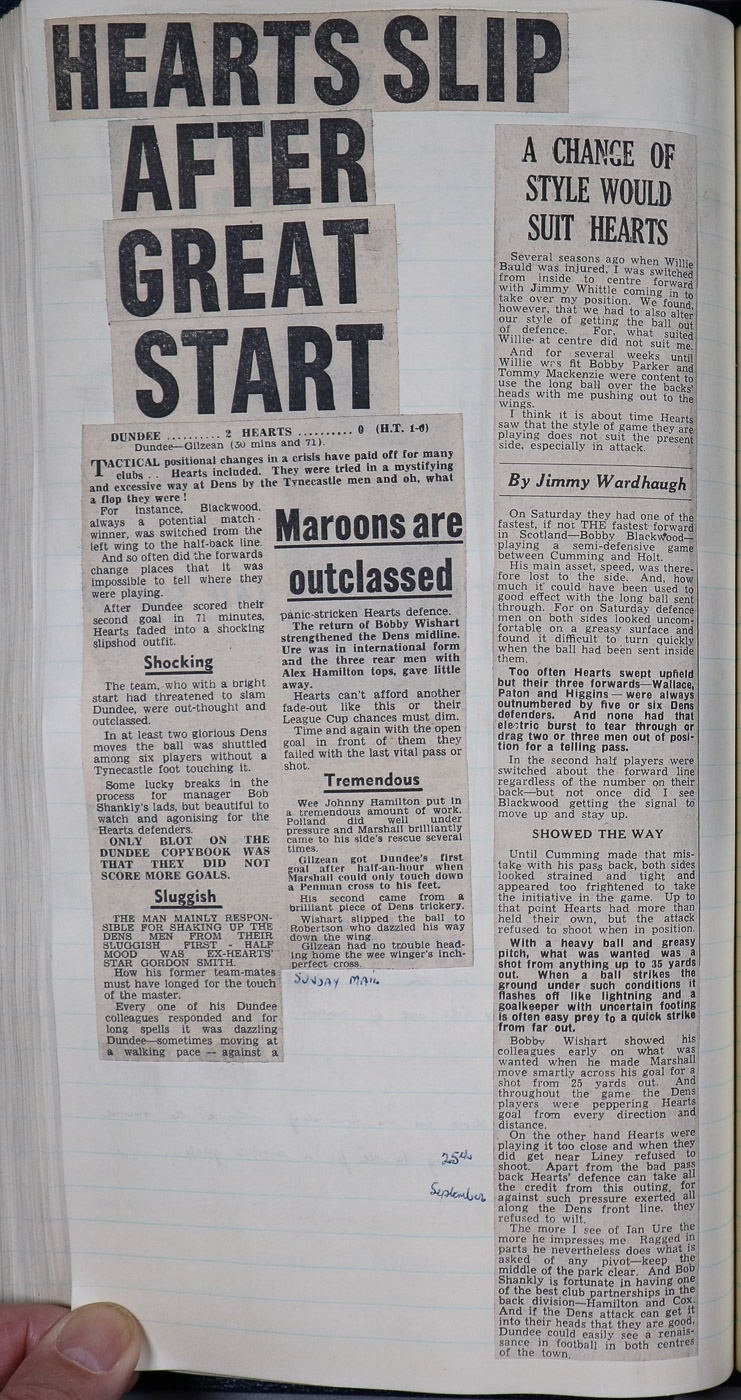 HEARTS SLIP
AFTER
GREAT
START
DUNDEE .......... 2 HEARTS .......... 0 (H.T. 1-0)
Dundee—Gilzean (30 mins and 71).
TACTICAL positional changes in a crisis have paid off for many
clubs . . Hearts included. They were tried in a mystifying
and excessive way at Dens by the Tynecastle men and oh, what
a flop they were!
For instance, Blackwood,
always a potential match-
winner, was switched from the
left wing to the half-back line.
And so often did the forwards
change places that it was
impossible to tell where they
were playing.
After Dundee scored their
second goal in 71 minutes,
Hearts faded into a shocking
slipshod outfit.
Shocking
The team, who with a bright
start had threatened to slam
Dundee, were out-thought and
outclassed.
In at least two glorious Dens
moves the ball was shuttled
among six players without a
Tynecastle foot touching it.
Some lucky breaks in the
process for manager Bob
Shankly's lads, but beautiful to
watch and agonising for the
Hearts defenders.
ONLY BLOT ON THE
DUNDEE COPYBOOK WAS
THAT THEY DID NOT
SCORE MORE GOALS.
Sluggish
THE MAN MAINLY RESPON-
SIBLE FOR SHAKING UP THE
DENS MEN FROM THEIR
SLUGGISH FIRST - HALF
MOOD WAS EX-HEARTS'
STAR GORDON SMITH.
How his former team-mates
must have longed for the touch
of the master.
Every one of his Dundee
colleagues responded and for
long spells it was dazzling
Dundee—sometimes moving at
a walking pace — against a
Maroons are
outclassed
panic-stricken Hearts defence.
The return of Bobby Wishart
strengthened the Dens midline.
Ure was in international form
and the three rear men with
Alex Hamilton tops, gave little
away.
Hearts can't afford another
fade-out like this or their
League Cup chances must dim.
Time and again with the open
goal in front of them they
failed with the last vital pass or
shot.
Tremendous
Wee Johnny Hamilton put in
a tremendous amount of work.
Polland did well under
pressure and Marshall brilliantly
came to his side's rescue several
times.
Gilzean got Dundee's first
goal after half-an-hour when
Marshall could only touch down
a Penman cross to his feet.
His second came from a
brilliant piece of Dens trickery.
Wishart slipped the ball to
Robertson who dazzled his way
down the wing.
Gilzean had no trouble head-
ing home the wee winger's inch-
perfect cross.
SUNDAY MAIL
25th
September
A CHANGE OF
STYLE WOULD
SUIT HEARTS
Several seasons ago when Willie
Bauld was injured, I was switched
from inside to centre forward
with Jimmy Whittle coming in to
take over my position. We found,
however, that we had to also alter
our style of getting the ball out
of defence. For, what suited
Willie at centre did not suit me.
And for several weeks until
Willie was fit Bobby Parker and
Tommy Mackenzie were content to
use the long ball over the backs'
heads with me pushing out to the
wings.
I think it is about time Hearts
saw that the style of game they are
playing does not suit the present
side, especially in attack.
By Jimmy Wardhaugh
On Saturday they had one of the
fastest, if not THE fastest forward
in Scotland—Bobby Blackwood—
playing a semi-defensive game
between Cumming and Holt.
His main asset, speed, was there-
fore lost to the side. And, how
much it could have been used to
good effect with the long ball sent
through. For on Saturday defence
men on both sides looked uncom-
fortable on a greasy surface and
found it difficult to turn quickly
when the ball had been sent inside
them.
Too often Hearts swept upfield
but their three forwards—Wallace,
Paton and Higgins—were always
outnumbered by five or six Dens
defenders. And none had that
electric burst to tear through or
drag two or three men out of posi-
tion for a telling pass.
In the second half players were
switched about the forward line
regardless of the number on their
back—but not once did I see
Blackwood getting the signal to
move up and stay up.
SHOWED THE WAY
Until Cumming made that mis-
take with his pass back, both sides
looked strained and tight and
appeared too frightened to take
the initiative in the game. Up to
that point Hearts had more than
held their own, but the attack
refused to shoot when in position.
With a heavy ball and greasy
pitch, what was wanted was a
shot from anything up to 35 yards
out. When a ball strikes the
ground under such conditions it
flashes off like lightning and a
goalkeeper with uncertain footing
is often easy prey to a quick strike
from far out.
Bobby Wishart showed his
colleagues early on what was
wanted when he made Marshall
move smartly across his goal for a
shot from 25 yards out. And
throughout the game the Dens
players were peppering Hearts
goal from every direction and
distance.
On the other hand Hearts were
playing it too close and when they
did get near Liney refused to
shoot. Apart from the bad pass
back Hearts' defence can take all
the credit from this outing, for
against such pressure exerted all
along the Dens front line, they
refused to wilt.
The more I see of Ian Ure the
more he impresses me. Ragged in
parts he nevertheless does what is
asked of any pivot—keep the
middle of the park clear. And Bob
Shankly is fortunate in having one
of the best club partnerships in the
back division—Hamilton and Cox.
And if the Dens attack can get it
into their heads that they are good,
Dundee could easily see a renais-
sance in football in both centres
of the town.